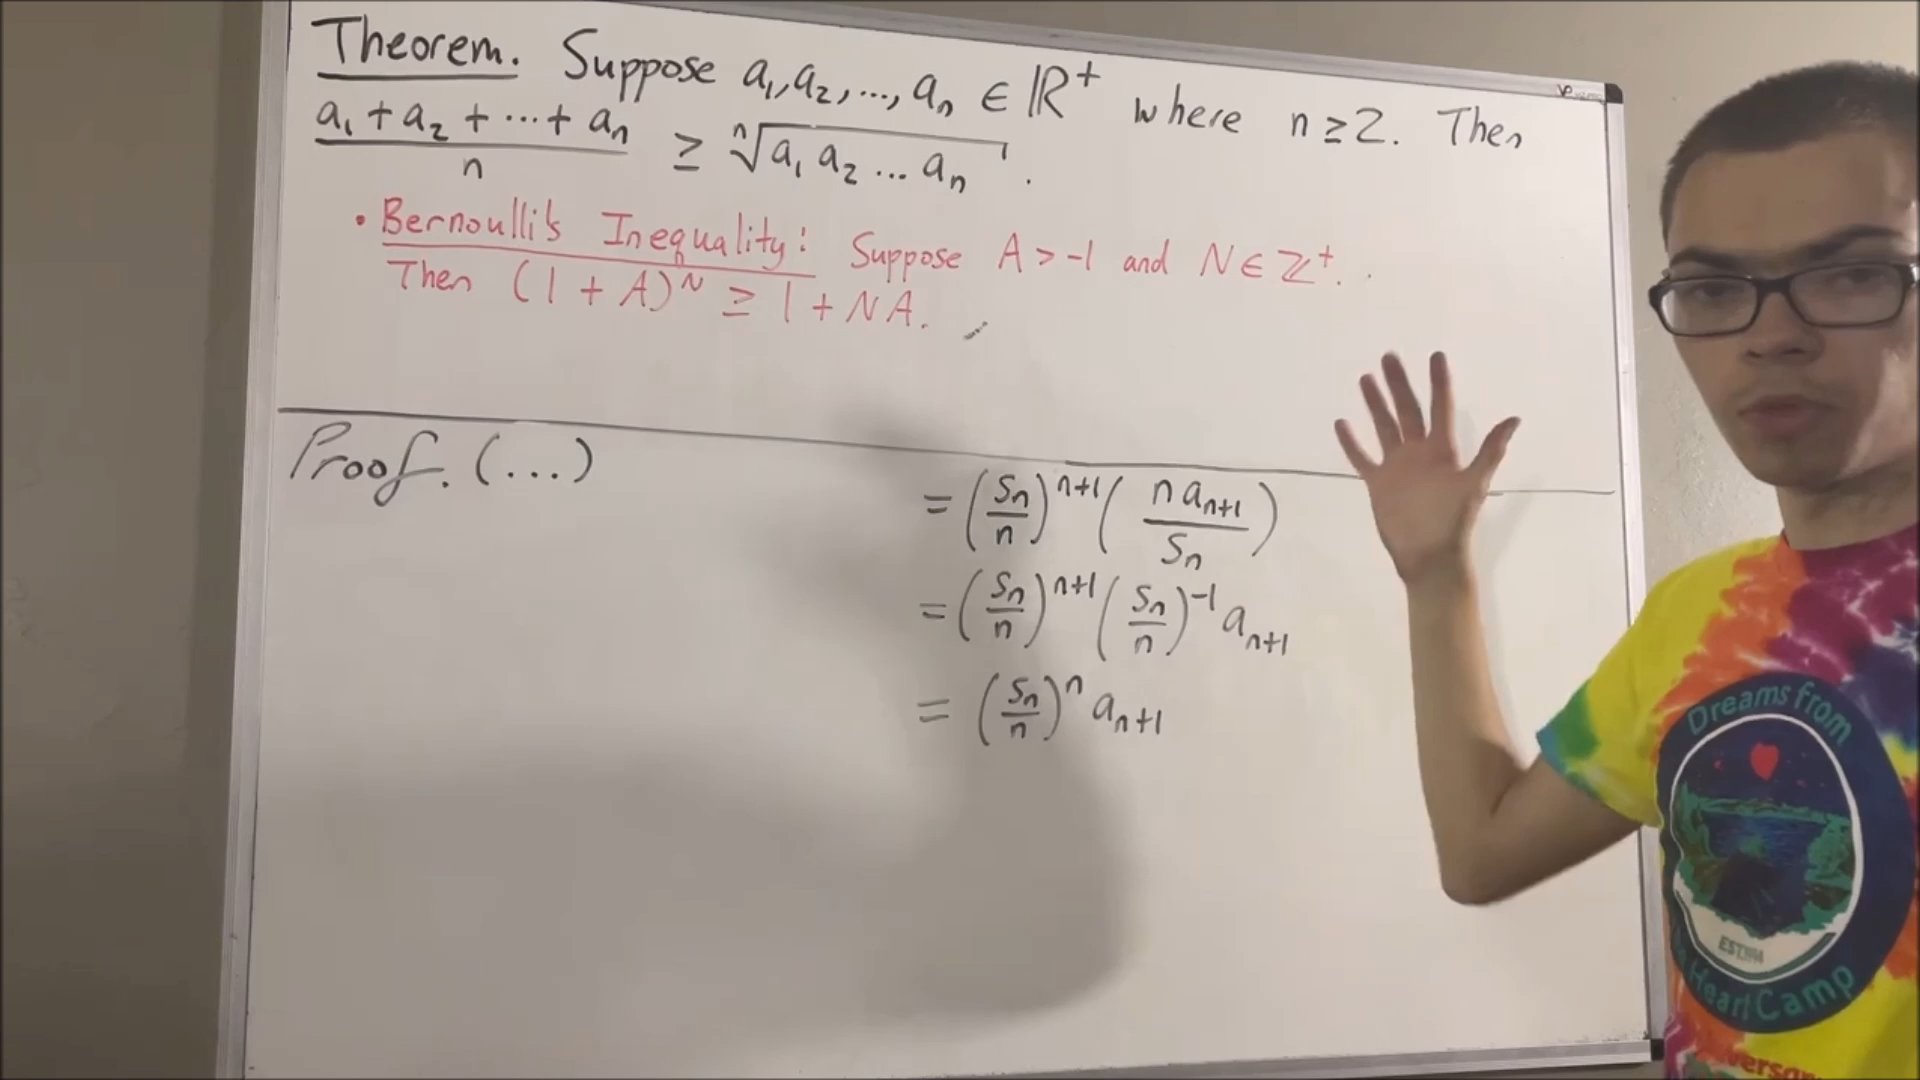 Theorem. Suppose a₁, a₂, ..., aₙ ∈ ℝ⁺ where n ≥ 2. Then
(a₁ + a₂ + ... + aₙ)/n ≥ ⁿ√(a₁ a₂ ... aₙ).
• Bernoulli's Inequality: Suppose A > -1 and N ∈ ℤ⁺.
Then (1 + A)ᴺ ≥ 1 + NA.
Proof. (...)
= (Sₙ/n)ⁿ⁺¹ (n aₙ₊₁/Sₙ)
= (Sₙ/n)ⁿ⁺¹ (Sₙ/n)⁻¹ aₙ₊₁
= (Sₙ/n)ⁿ aₙ₊₁
Dreams from
HeartCamp